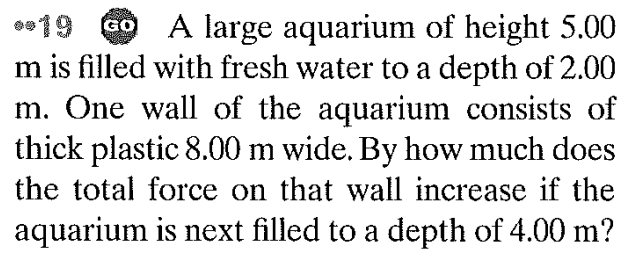 ••19 GO A large aquarium of height 5.00
m is filled with fresh water to a depth of 2.00
m. One wall of the aquarium consists of
thick plastic 8.00 m wide. By how much does
the total force on that wall increase if the
aquarium is next filled to a depth of 4.00 m?